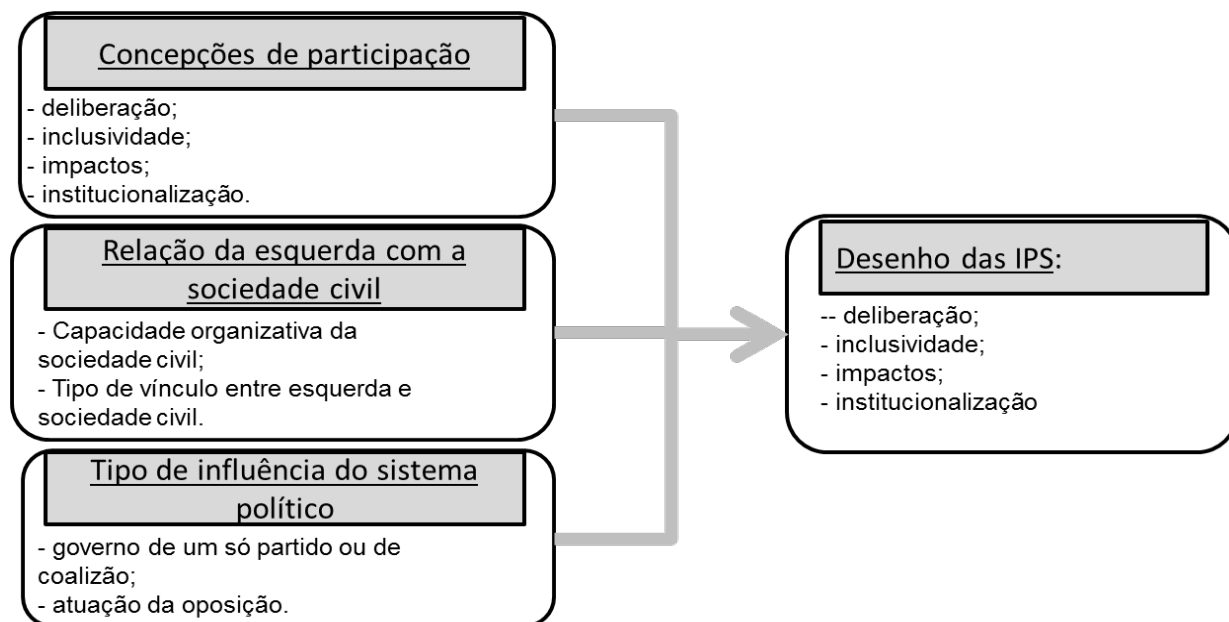 Concepções de participação
- deliberação;
- inclusividade;
- impactos;
- institucionalização.
Relação da esquerda com a
sociedade civil
- Capacidade organizativa da
sociedade civil;
- Tipo de vínculo entre esquerda e
sociedade civil.
Tipo de influência do sistema
político
- governo de um só partido ou de
coalizão;
- atuação da oposição.
Desenho das IPS:
-- deliberação;
- inclusividade;
- impactos;
- institucionalização